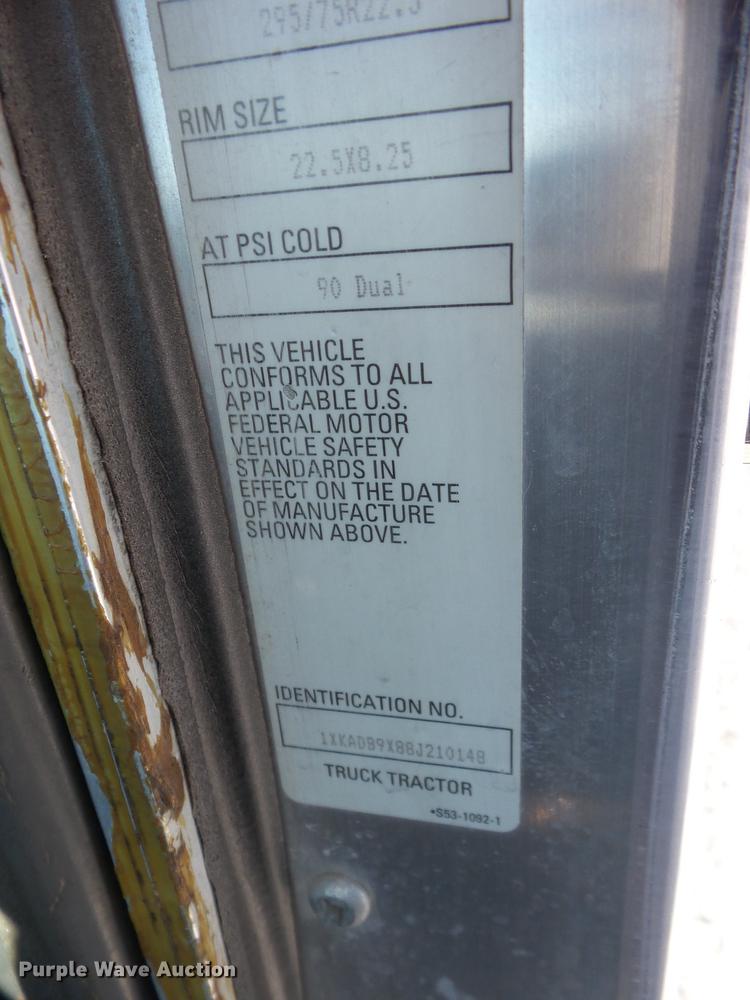 295/75R22.5
RIM SIZE
22.5X8.25
AT PSI COLD
90 Dual
THIS VEHICLE
CONFORMS TO ALL
APPLICABLE U.S.
FEDERAL MOTOR
VEHICLE SAFETY
STANDARDS IN
EFFECT ON THE DATE
OF MANUFACTURE
SHOWN ABOVE.
IDENTIFICATION NO.
1XKADB9X88J210148
TRUCK TRACTOR
•S53-1092-1
Purple Wave Auction